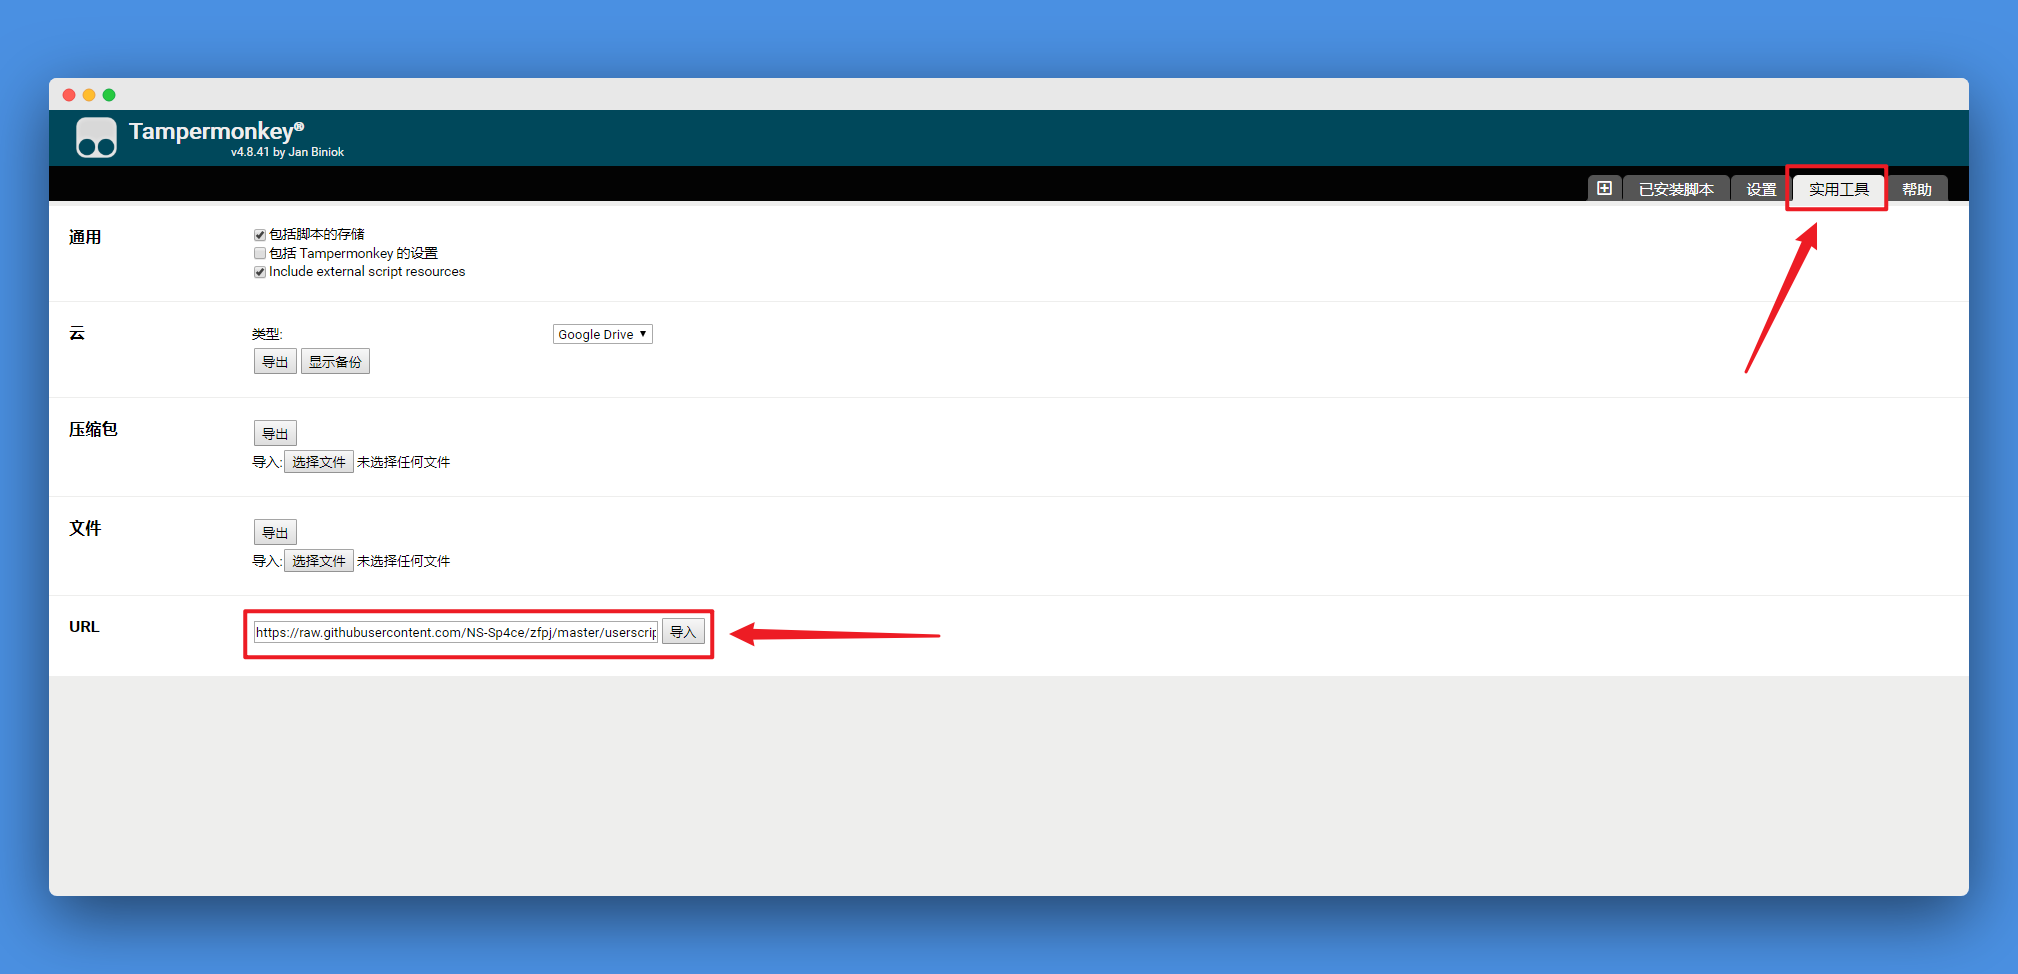 Tampermonkey®
v4.8.41 by Jan Biniok
已安装脚本 设置 实用工具 帮助
通用
包括脚本的存储
包括 Tampermonkey 的设置
Include external script resources
云
类型: Google Drive
导出 显示备份
压缩包
导出
导入: 选择文件 未选择任何文件
文件
导出
导入: 选择文件 未选择任何文件
URL
https://raw.githubusercontent.com/NS-Sp4ce/zfpj/master/userscrip 导入